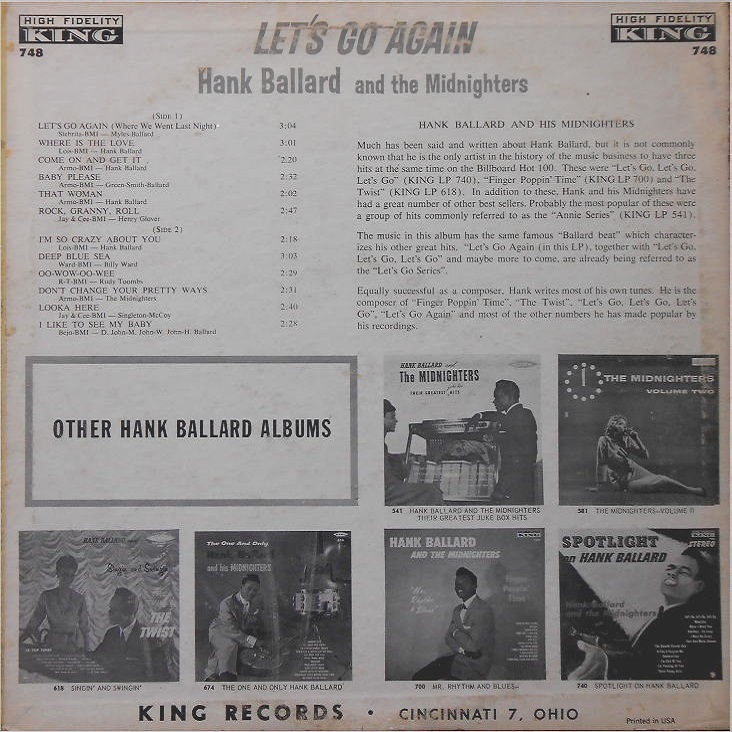 HIGH FIDELITY
KING
748
LET'S GO AGAIN
HIGH FIDELITY
KING
748
Hank Ballard and the Midnighters
(SIDE 1)
LET'S GO AGAIN (Where We Went Last Night) 3:04
Sizbrita-BMI — Myles-Ballard
WHERE IS THE LOVE 3:01
Lois-BMI — Hank Ballard
COME ON AND GET IT 2:20
Armo-BMI — Hank Ballard
BABY PLEASE 2:32
Armo-BMI — Green-Smith-Ballard
THAT WOMAN 2:02
Armo-BMI — Hank Ballard
ROCK, GRANNY, ROLL 2:47
Jay & Cee-BMI — Henry Glover
(SIDE 2)
I'M SO CRAZY ABOUT YOU 2:18
Lois-BMI — Hank Ballard
DEEP BLUE SEA 3:03
Ward-BMI — Billy Ward
OO-WOW-OO-WEE 2:29
R-T-BMI — Rudy Toombs
DON'T CHANGE YOUR PRETTY WAYS 2:31
Armo-BMI — The Midnighters
LOOKA HERE 2:40
Jay & Cee-BMI — Singleton-McCoy
I LIKE TO SEE MY BABY 2:28
Bejo-BMI — D. John-M. John-W. John-H. Ballard
HANK BALLARD AND HIS MIDNIGHTERS
Much has been said and written about Hank Ballard, but it is not commonly
known that he is the only artist in the history of the music business to have three
hits at the same time on the Billboard Hot 100. These were "Let's Go, Let's Go,
Let's Go" (KING LP 740), "Finger Poppin' Time" (KING LP 700) and "The
Twist" (KING LP 618). In addition to these, Hank and his Midnighters have
had a great number of other best sellers. Probably the most popular of these were
a group of hits commonly referred to as the "Annie Series" (KING LP 541).
The music in this album has the same famous "Ballard beat" which character-
izes his other great hits. "Let's Go Again (in this LP), together with "Let's Go,
Let's Go, Let's Go" and maybe more to come, are already being referred to as
the "Let's Go Series".
Equally successful as a composer, Hank writes most of his own tunes. He is the
composer of "Finger Poppin' Time", "The Twist", "Let's Go, Let's Go, Let's
Go", "Let's Go Again" and most of the other numbers he has made popular by
his recordings.
OTHER HANK BALLARD ALBUMS
HANK BALLARD and
The MIDNIGHTERS
THEIR GREATEST HITS
541 HANK BALLARD AND THE MIDNIGHTERS
THEIR GREATEST JUKE BOX HITS
THE MIDNIGHTERS
VOLUME TWO
581 THE MIDNIGHTERS—VOLUME II
HANK BALLARD
Singin' and Swingin'
THE
TWIST
618 SINGIN' AND SWINGIN'
The One And Only
and his MIDNIGHTERS
674 THE ONE AND ONLY HANK BALLARD
HANK BALLARD
AND THE MIDNIGHTERS
KING
"Mr.
Rhythm
& Blues"
Finger
Poppin'
Time
700 MR. RHYTHM AND BLUES—
SPOTLIGHT
on HANK BALLARD
KING
STEREO
Hank Ballard
and the Midnighters
740 SPOTLIGHT ON HANK BALLARD
KING RECORDS • CINCINNATI 7, OHIO
Printed in USA